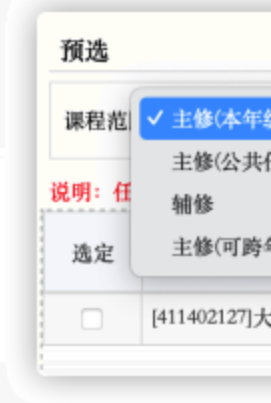 预选
课程范
✓ 主修(本年
主修(公共
辅修
主修(可跨
说明：任
选定
[411402127]大